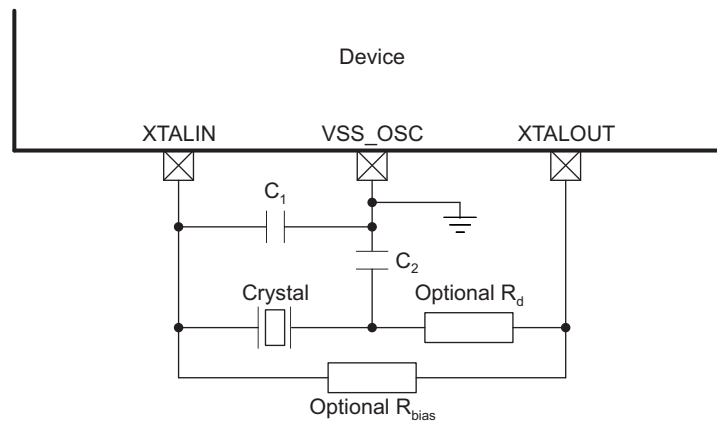 Device
XTALIN VSS_OSC XTALOUT
C1
C2
Crystal Optional Rd
Optional Rbias